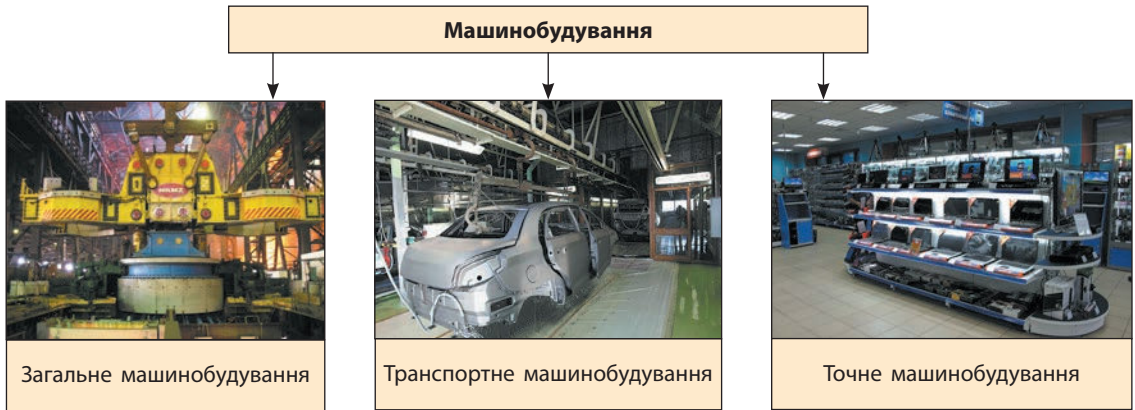 Машинобудування
Загальне машинобудування
Транспортне машинобудування
Точне машинобудування